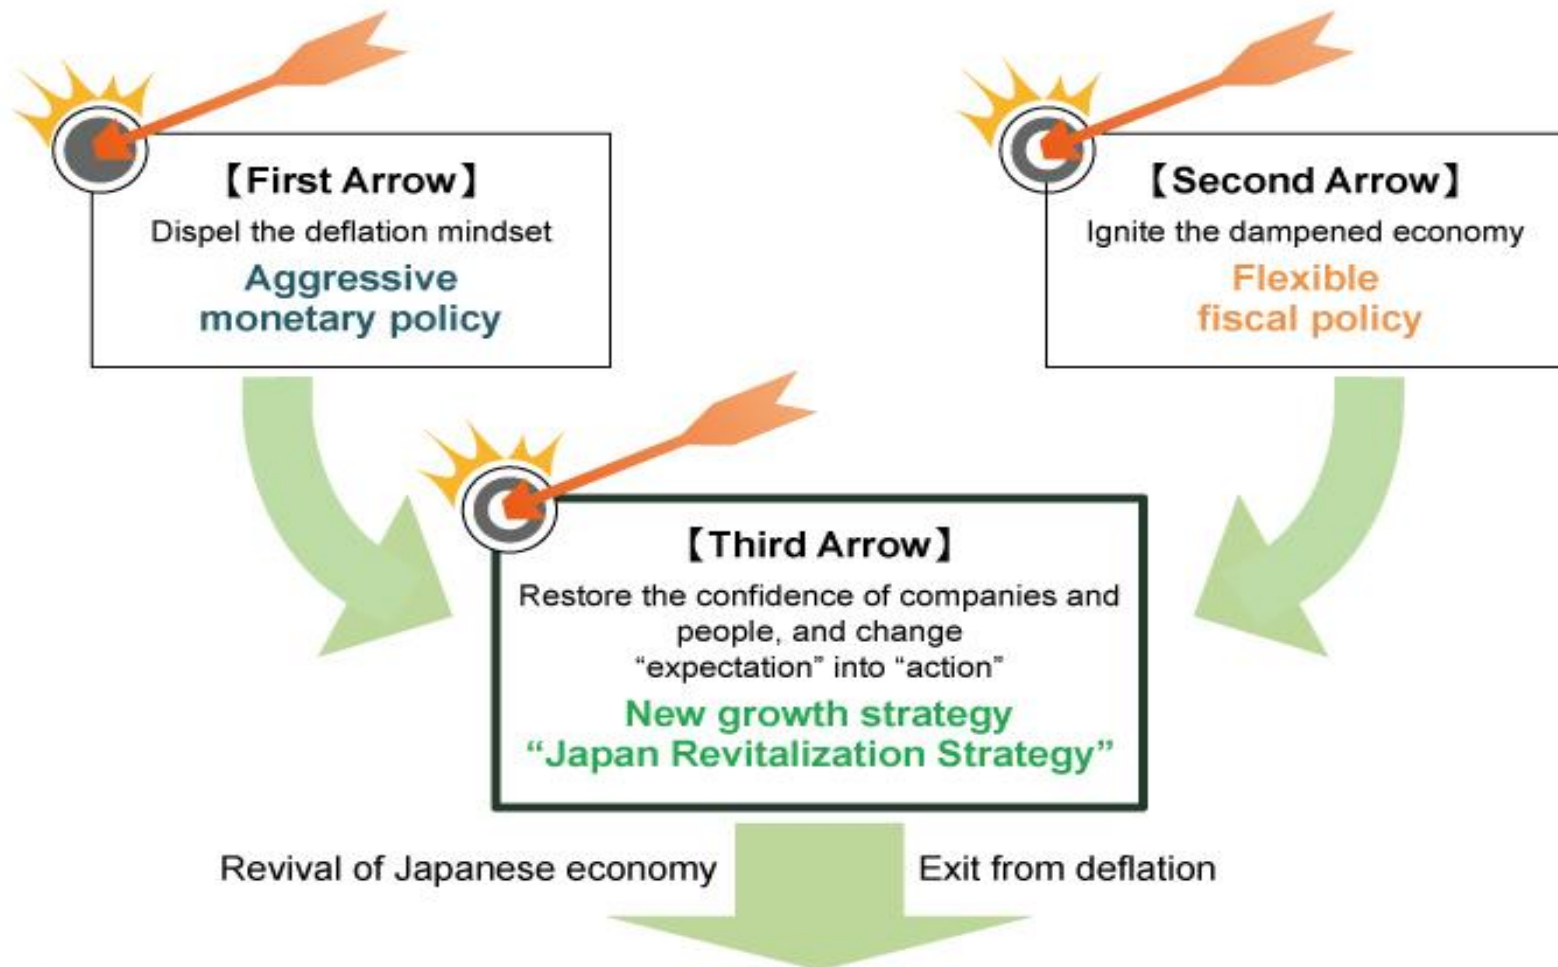 【First Arrow】
Dispel the deflation mindset
Aggressive
monetary policy
【Second Arrow】
Ignite the dampened economy
Flexible
fiscal policy
【Third Arrow】
Restore the confidence of companies and
people, and change
“expectation” into “action”
New growth strategy
“Japan Revitalization Strategy”
Revival of Japanese economy
Exit from deflation